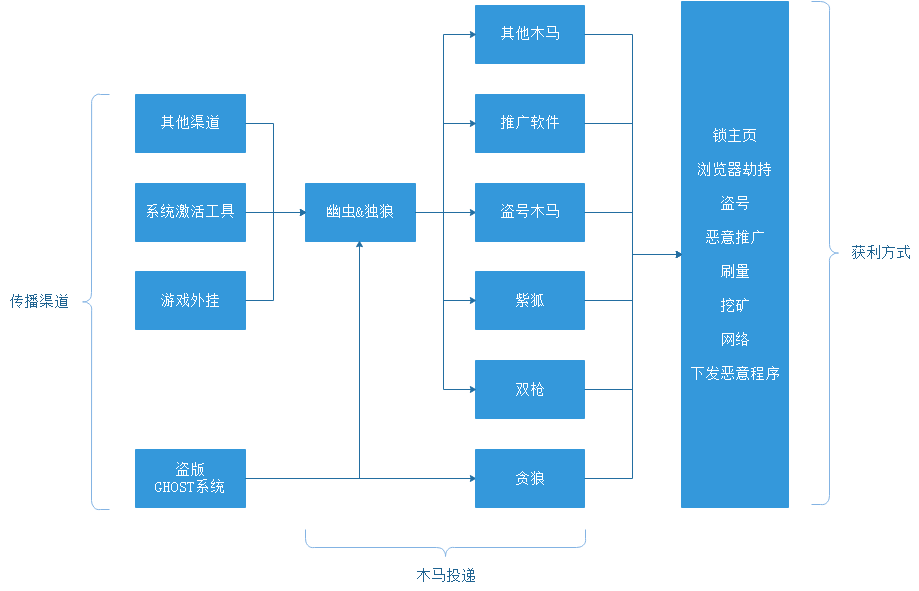 传播渠道
其他渠道
系统激活工具
游戏外挂
盗版
GHOST系统
幽虫&独狼
其他木马
推广软件
盗号木马
紫狐
双枪
贪狼
木马投递
锁主页
浏览器劫持
盗号
恶意推广
刷量
挖矿
网络
下发恶意程序
获利方式